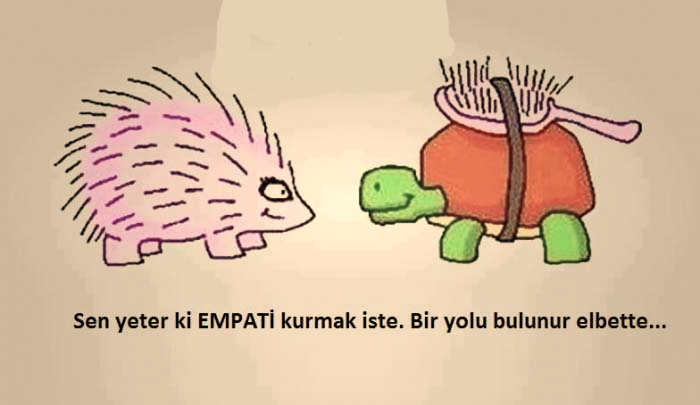 Sen yeter ki EMPATİ kurmak iste. Bir yolu bulunur elbette...